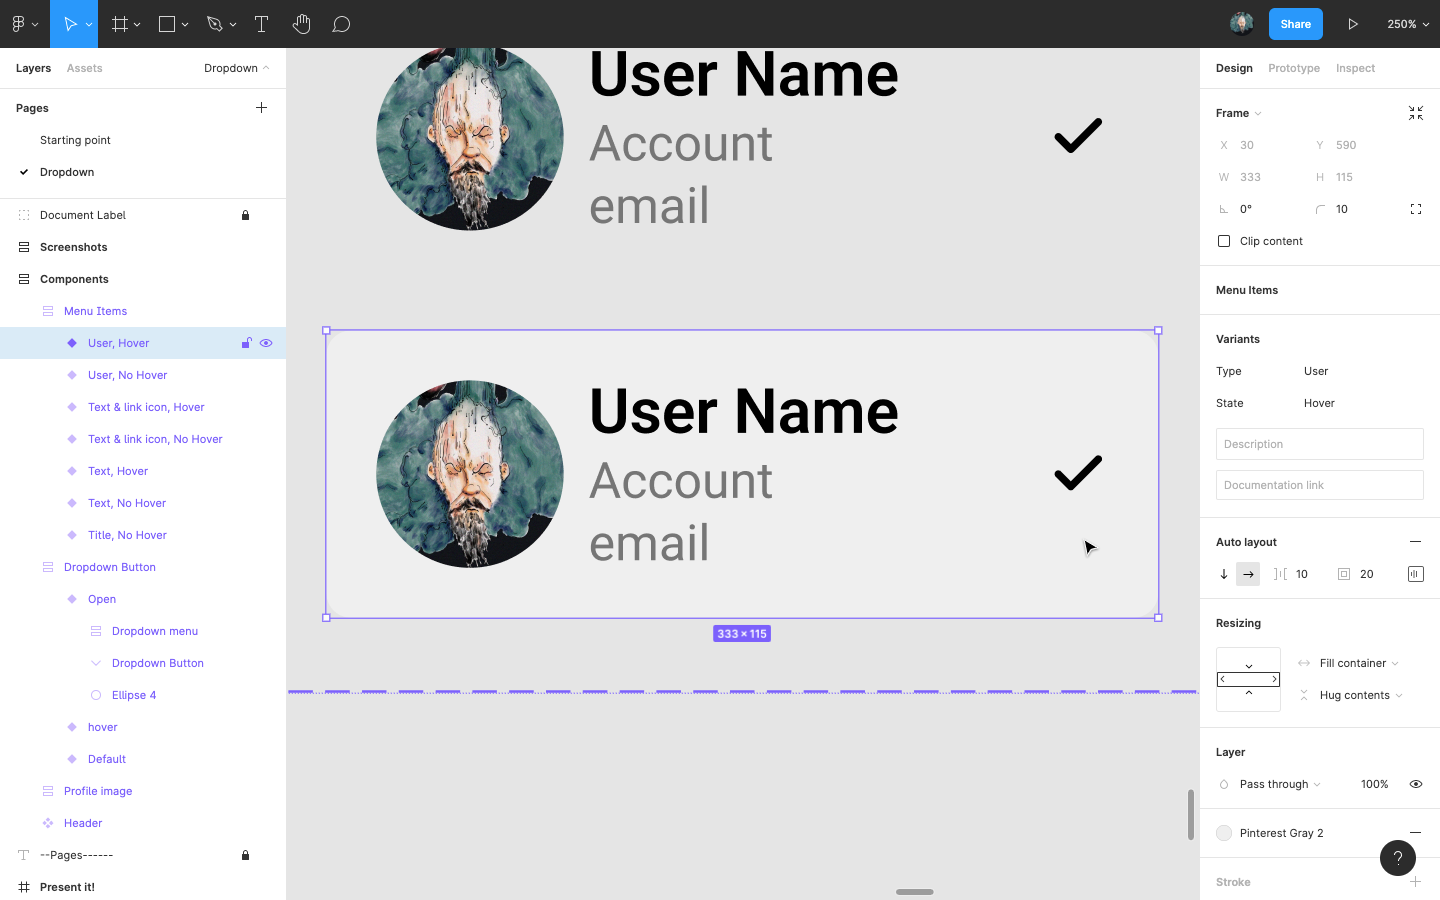 Share
250%
Layers
Assets
Dropdown
Pages
Starting point
Dropdown
Document Label
Screenshots
Components
Menu Items
User, Hover
User, No Hover
Text & link icon, Hover
Text & link icon, No Hover
Text, Hover
Text, No Hover
Title, No Hover
Dropdown Button
Open
Dropdown menu
Dropdown Button
Ellipse 4
hover
Default
Profile image
Header
--Pages------
Present it!
User Name
Account
email
User Name
Account
email
333 × 115
Design
Prototype
Inspect
Frame
X 30 Y 590
W 333 H 115
0° 10
Clip content
Menu Items
Variants
Type User
State Hover
Description
Documentation link
Auto layout
10 20
Resizing
Fill container
Hug contents
Layer
Pass through 100%
Pinterest Gray 2
?
Stroke